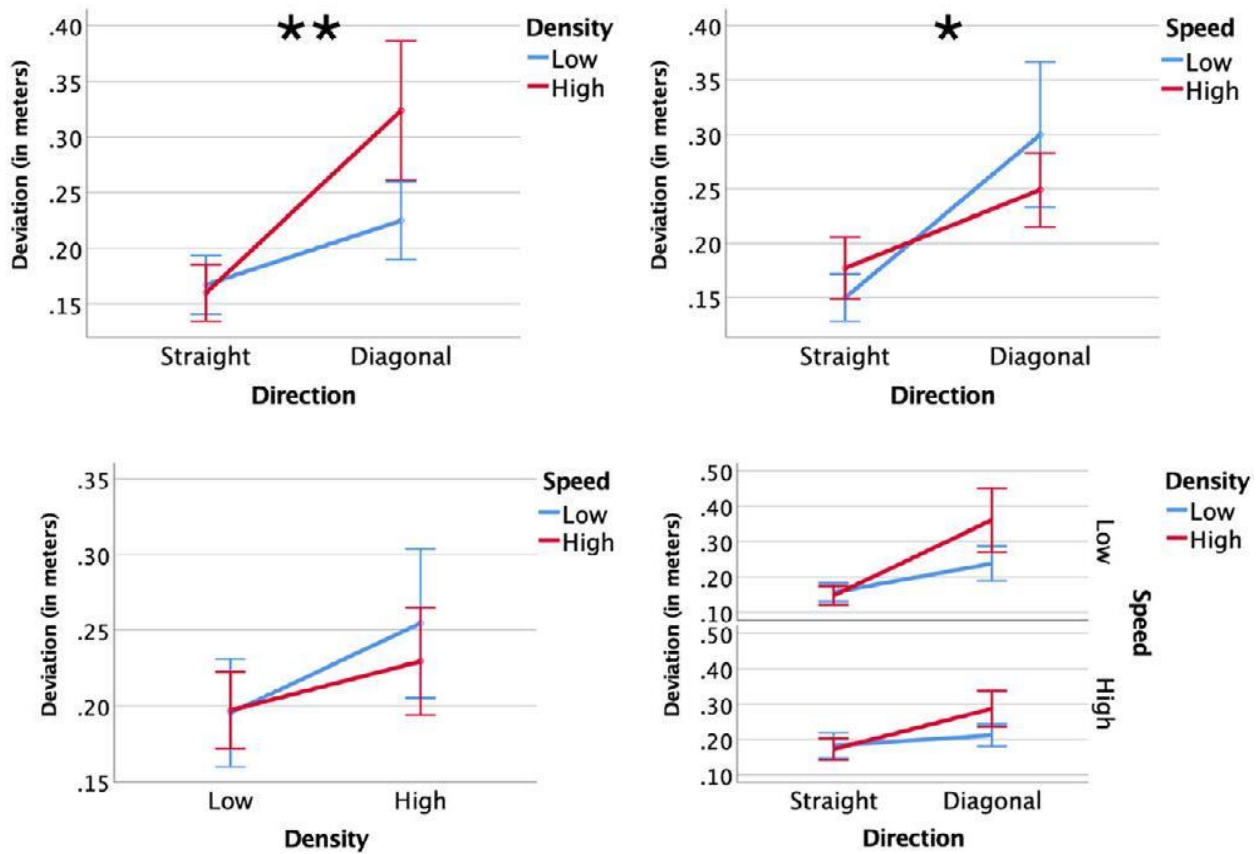 .40
.35
.30
.25
.20
.15
Deviation (in meters)
★★
Straight Diagonal
Direction
Density
Low
High
.40
.35
.30
.25
.20
.15
Deviation (in meters)
★
Straight Diagonal
Direction
Speed
Low
High
.35
.30
.25
.20
.15
Deviation (in meters)
Low High
Density
Speed
Low
High
.50
.40
.30
.20
.10
.50
.40
.30
.20
.10
Deviation (in meters)
Straight Diagonal
Direction
Low
High
Speed
Density
Low
High